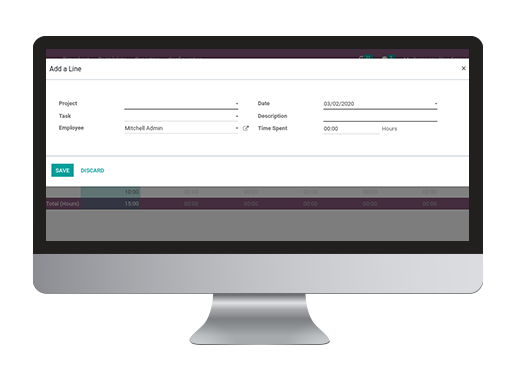 Add a Line ×
Project Date 03/02/2020
Task Description
Employee Mitchell Admin Time Spent 00:00 Hours
SAVE DISCARD
10:00 00:00 00:00 00:00 00:00 00:00
Total (Hours) 15:00 00:00 00:00 00:00 00:00 00:00